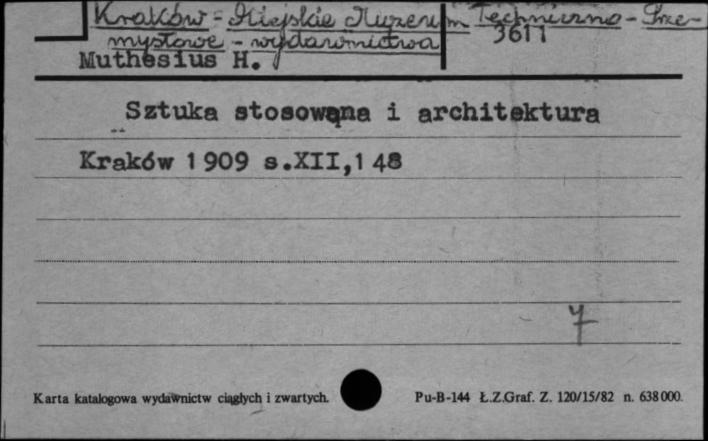 Kraków - Miejskie Muzeum Techniczno - Prze-
mysłowe - wydawnictwa 3611
Muthesius H.
Sztuka stosowana i architektura
Kraków 1909 s.XII,148
7
Karta katalogowa wydawnictw ciągłych i zwartych. Pu-B-144 Ł.Z.Graf. Z. 120/15/82 n. 638000.